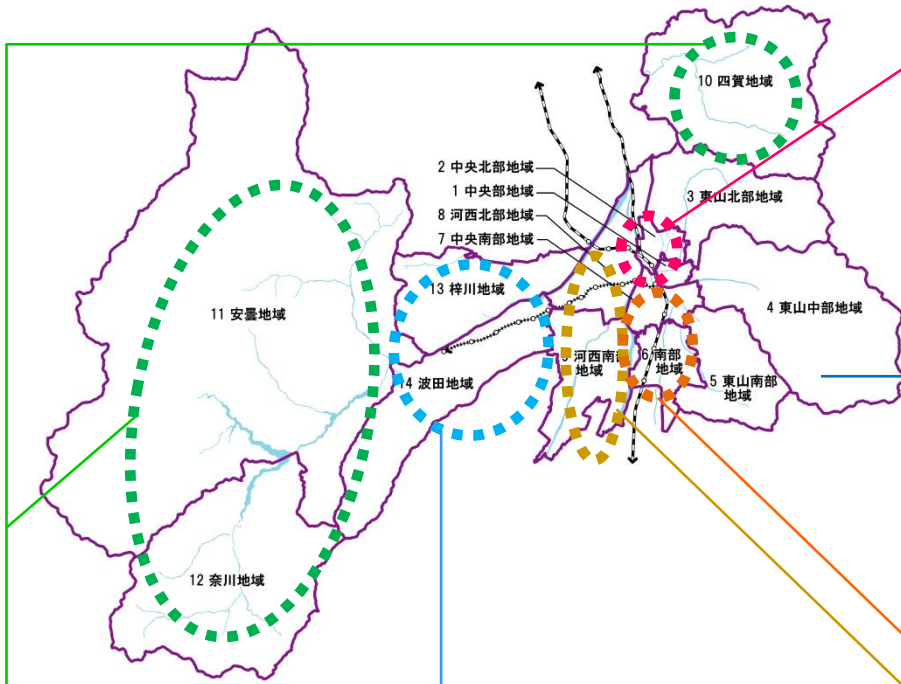 10 四賀地域
2 中央北部地域
1 中央部地域
8 河西北部地域
7 中央南部地域
3 東山北部地域
13 梓川地域
11 安曇地域
4 東山中部地域
河西南部
地域
6 南部
地域
14 波田地域
5 東山南部
地域
12 奈川地域